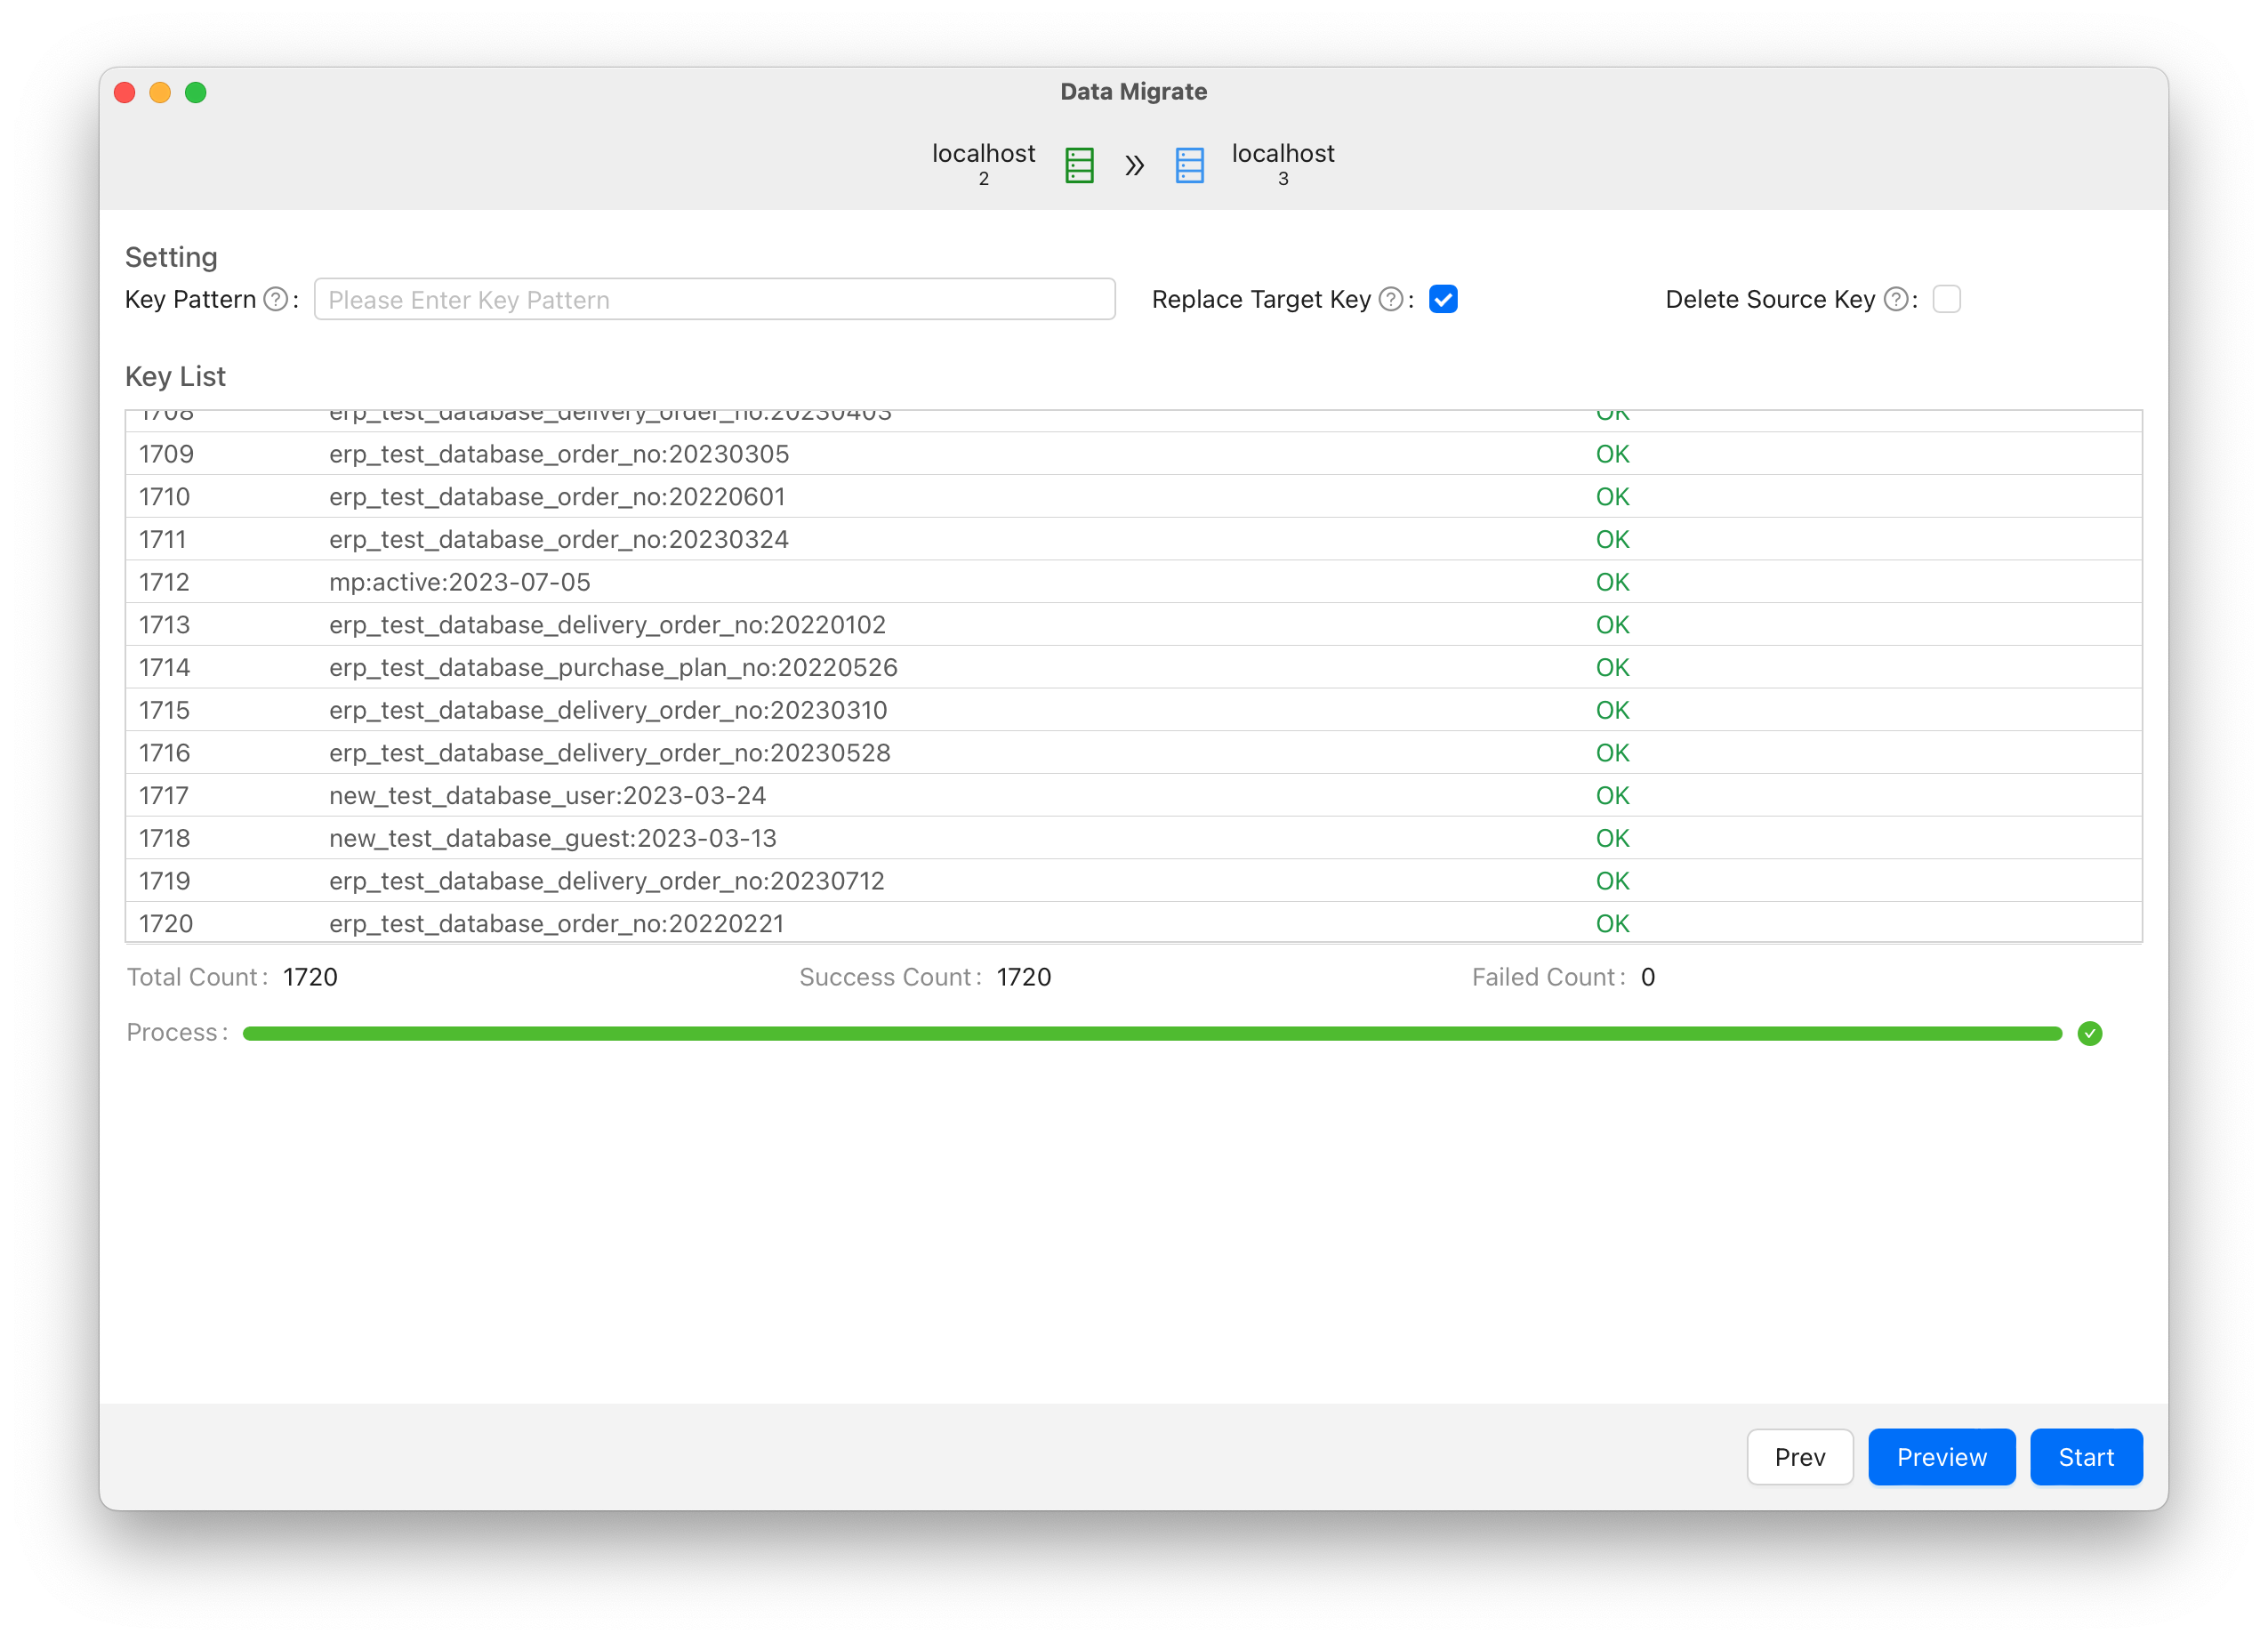 Data Migrate
localhost » localhost
2 3
Setting
Key Pattern ? : Please Enter Key Pattern Replace Target Key ? : Delete Source Key ? :
Key List
1708 erp_test_database_delivery_order_no:20230403 OK
1709 erp_test_database_order_no:20230305 OK
1710 erp_test_database_order_no:20220601 OK
1711 erp_test_database_order_no:20230324 OK
1712 mp:active:2023-07-05 OK
1713 erp_test_database_delivery_order_no:20220102 OK
1714 erp_test_database_purchase_plan_no:20220526 OK
1715 erp_test_database_delivery_order_no:20230310 OK
1716 erp_test_database_delivery_order_no:20230528 OK
1717 new_test_database_user:2023-03-24 OK
1718 new_test_database_guest:2023-03-13 OK
1719 erp_test_database_delivery_order_no:20230712 OK
1720 erp_test_database_order_no:20220221 OK
Total Count : 1720 Success Count : 1720 Failed Count : 0
Process :
Prev Preview Start